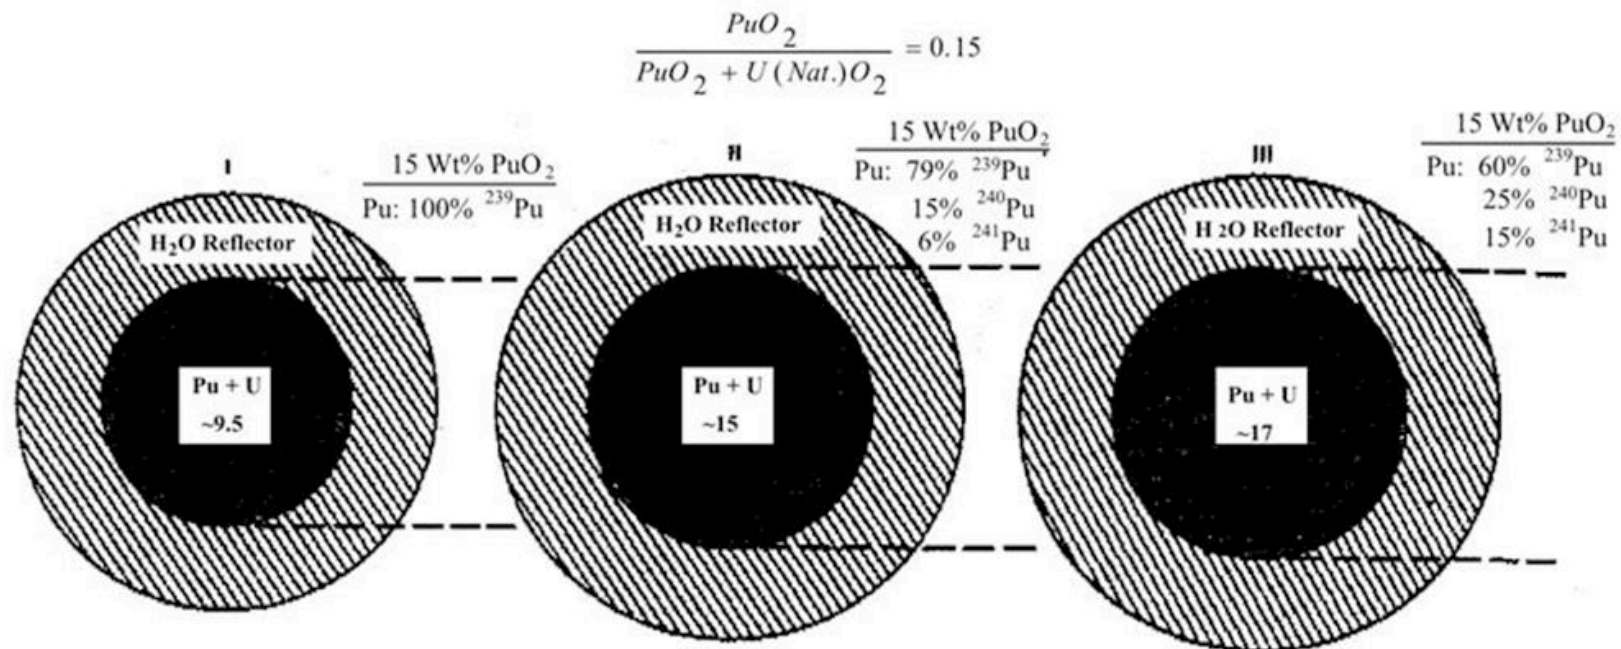 PuO2
PuO2 + U (Nat.)O2
= 0.15
I
15 Wt% PuO2
Pu: 100% 239Pu
H2O Reflector
Pu + U
~9.5
II
15 Wt% PuO2
Pu: 79% 239Pu
15% 240Pu
6% 241Pu
H2O Reflector
Pu + U
~15
III
15 Wt% PuO2
Pu: 60% 239Pu
25% 240Pu
15% 241Pu
H 2O Reflector
Pu + U
~17